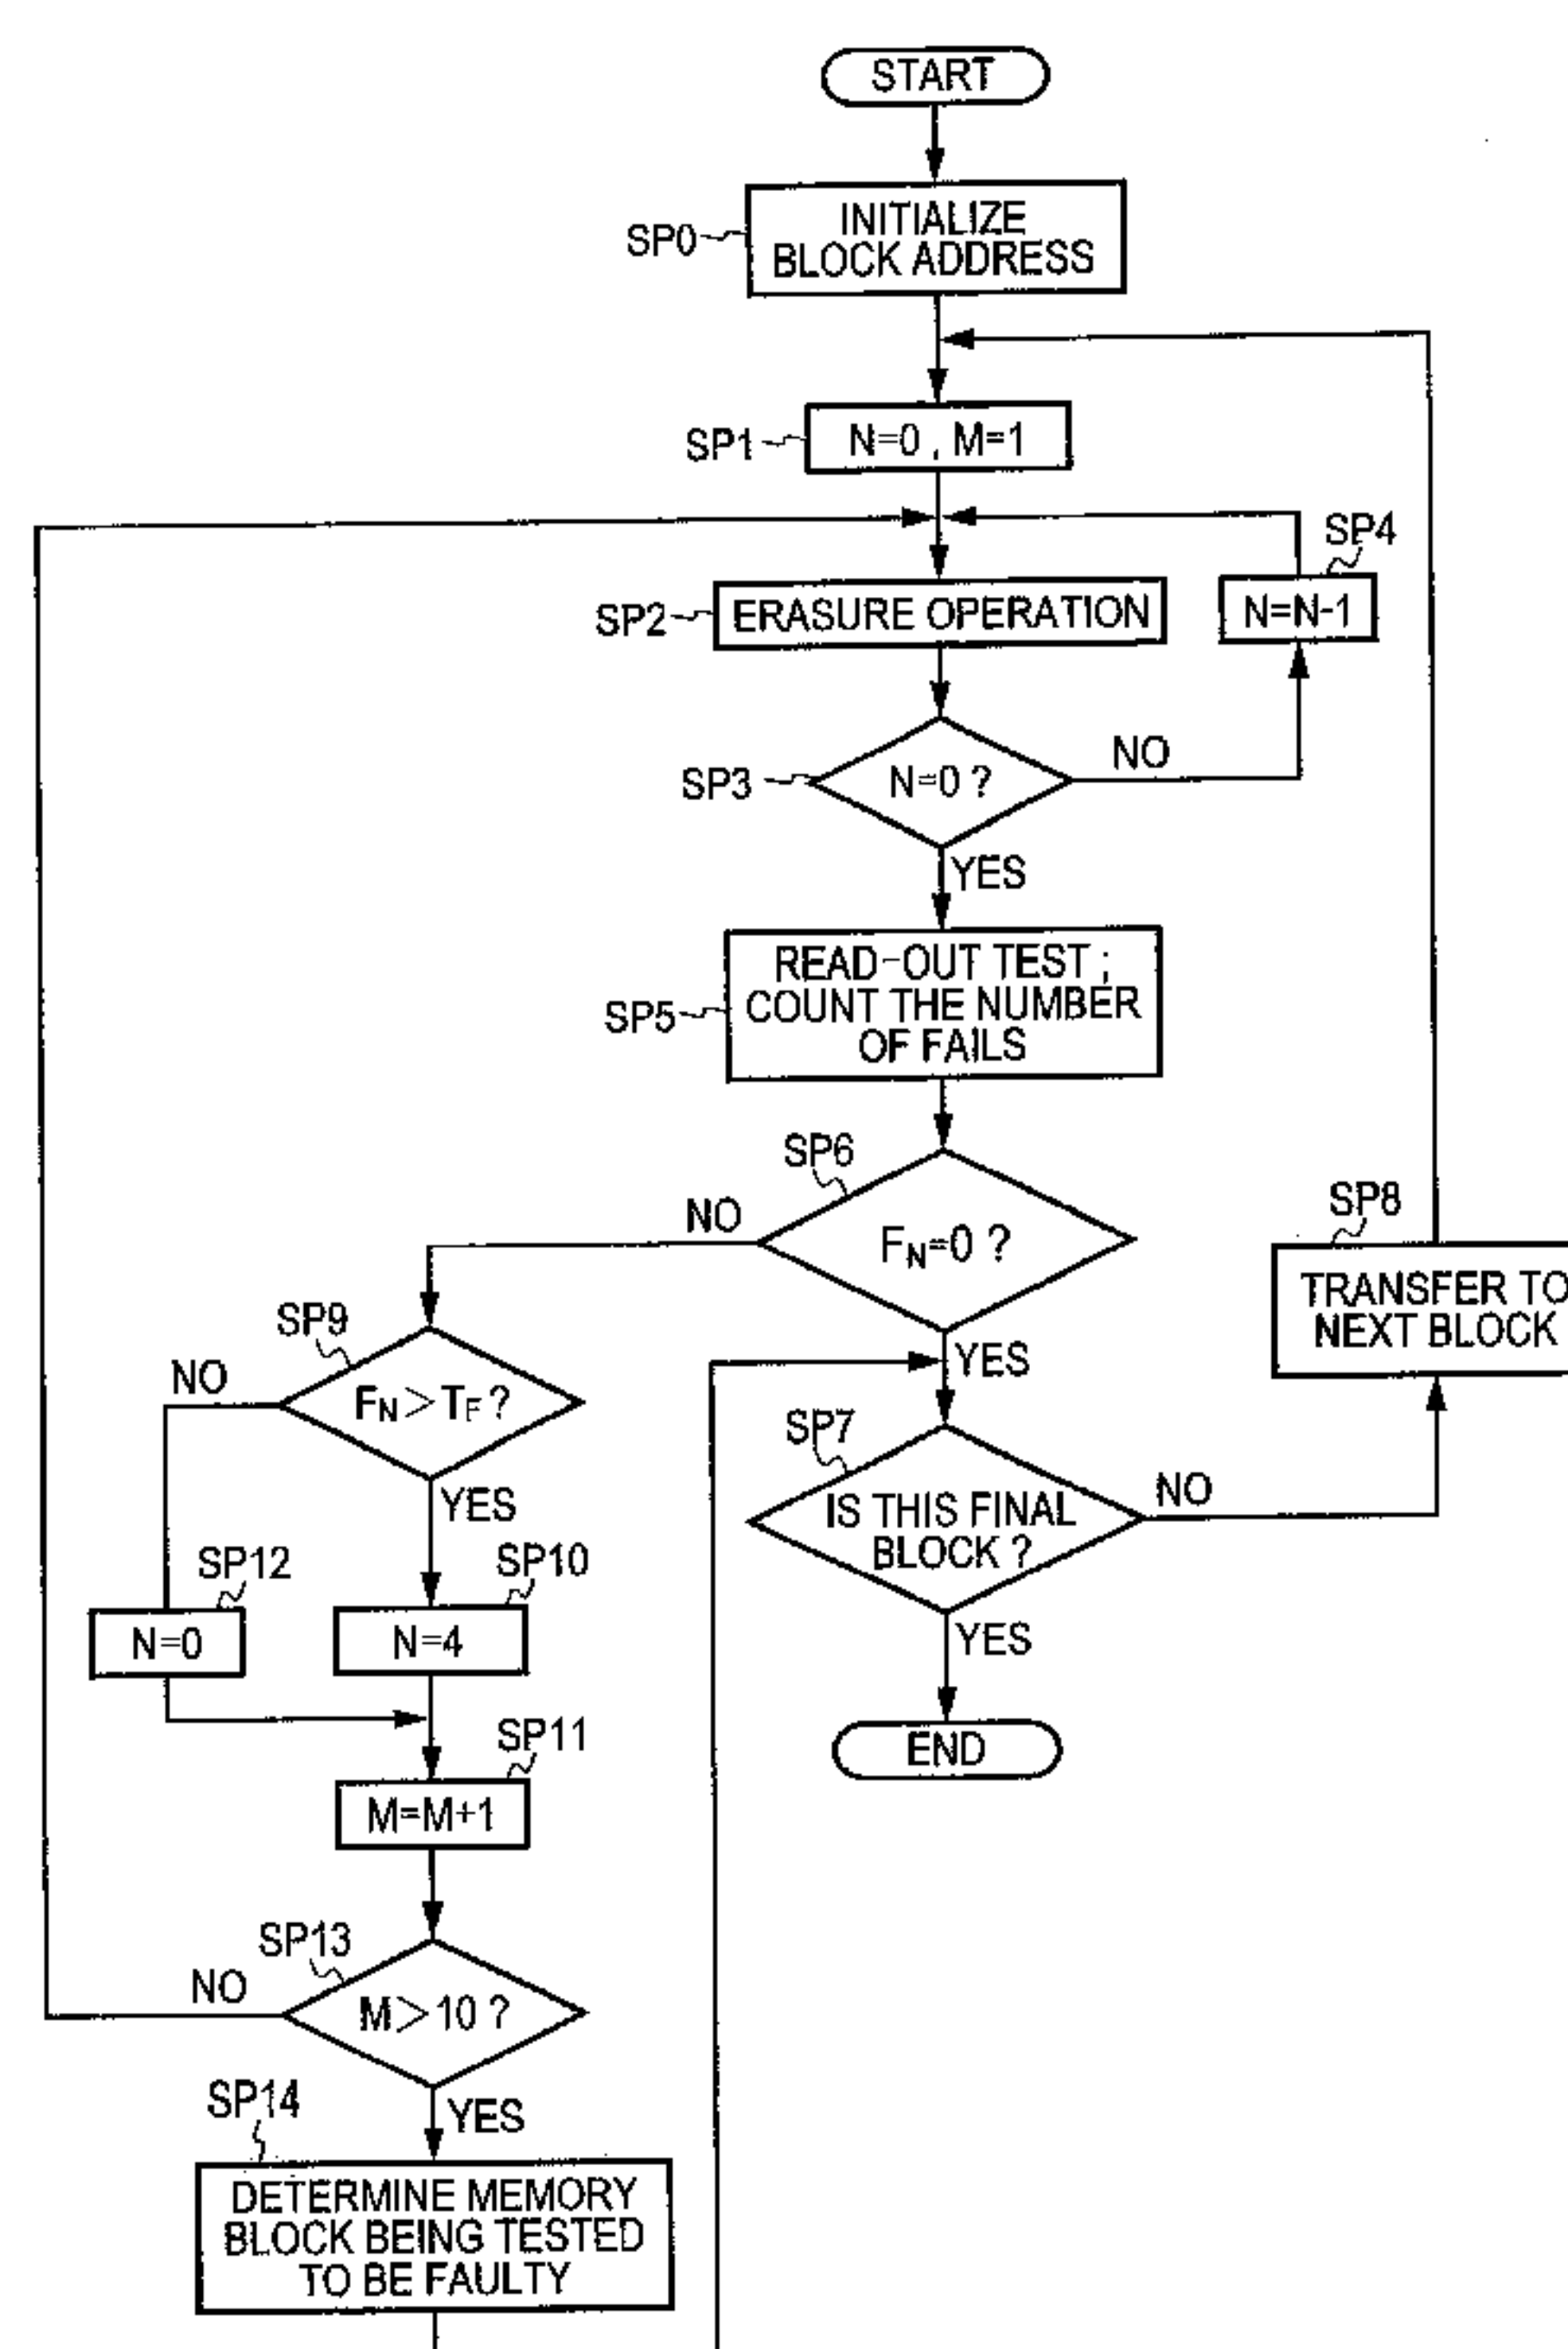 START
SP0
INITIALIZE
BLOCK ADDRESS
SP1
N=0 , M=1
SP4
SP2
ERASURE OPERATION
N=N-1
SP3
N=0 ?
NO
YES
SP5
READ-OUT TEST ;
COUNT THE NUMBER
OF FAILS
SP6
NO
FN=0 ?
YES
SP8
TRANSFER TO
NEXT BLOCK
SP9
NO
FN>TF ?
YES
SP7
IS THIS FINAL
BLOCK ?
NO
YES
END
SP12
N=0
SP10
N=4
SP11
M=M+1
SP13
NO
M>10 ?
YES
SP14
DETERMINE MEMORY
BLOCK BEING TESTED
TO BE FAULTY